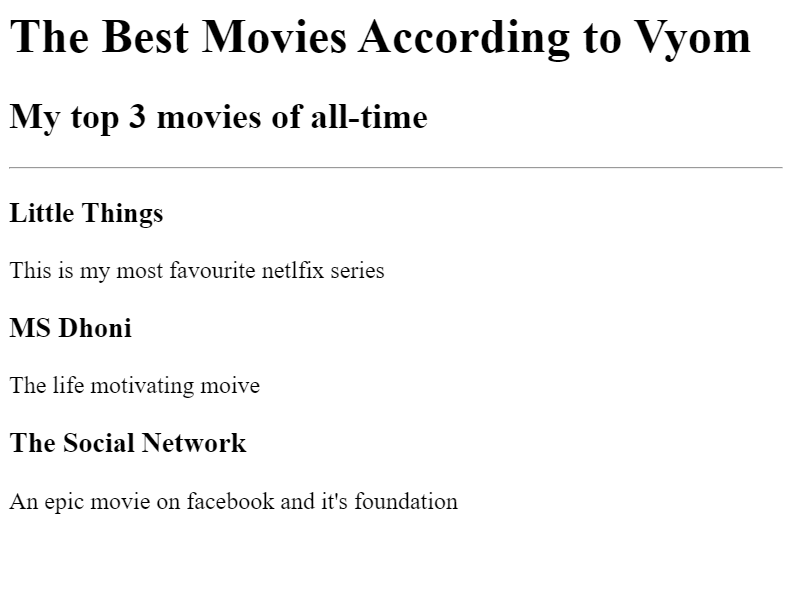 The Best Movies According to Vyom
My top 3 movies of all-time
Little Things
This is my most favourite netlfix series
MS Dhoni
The life motivating moive
The Social Network
An epic movie on facebook and it's foundation